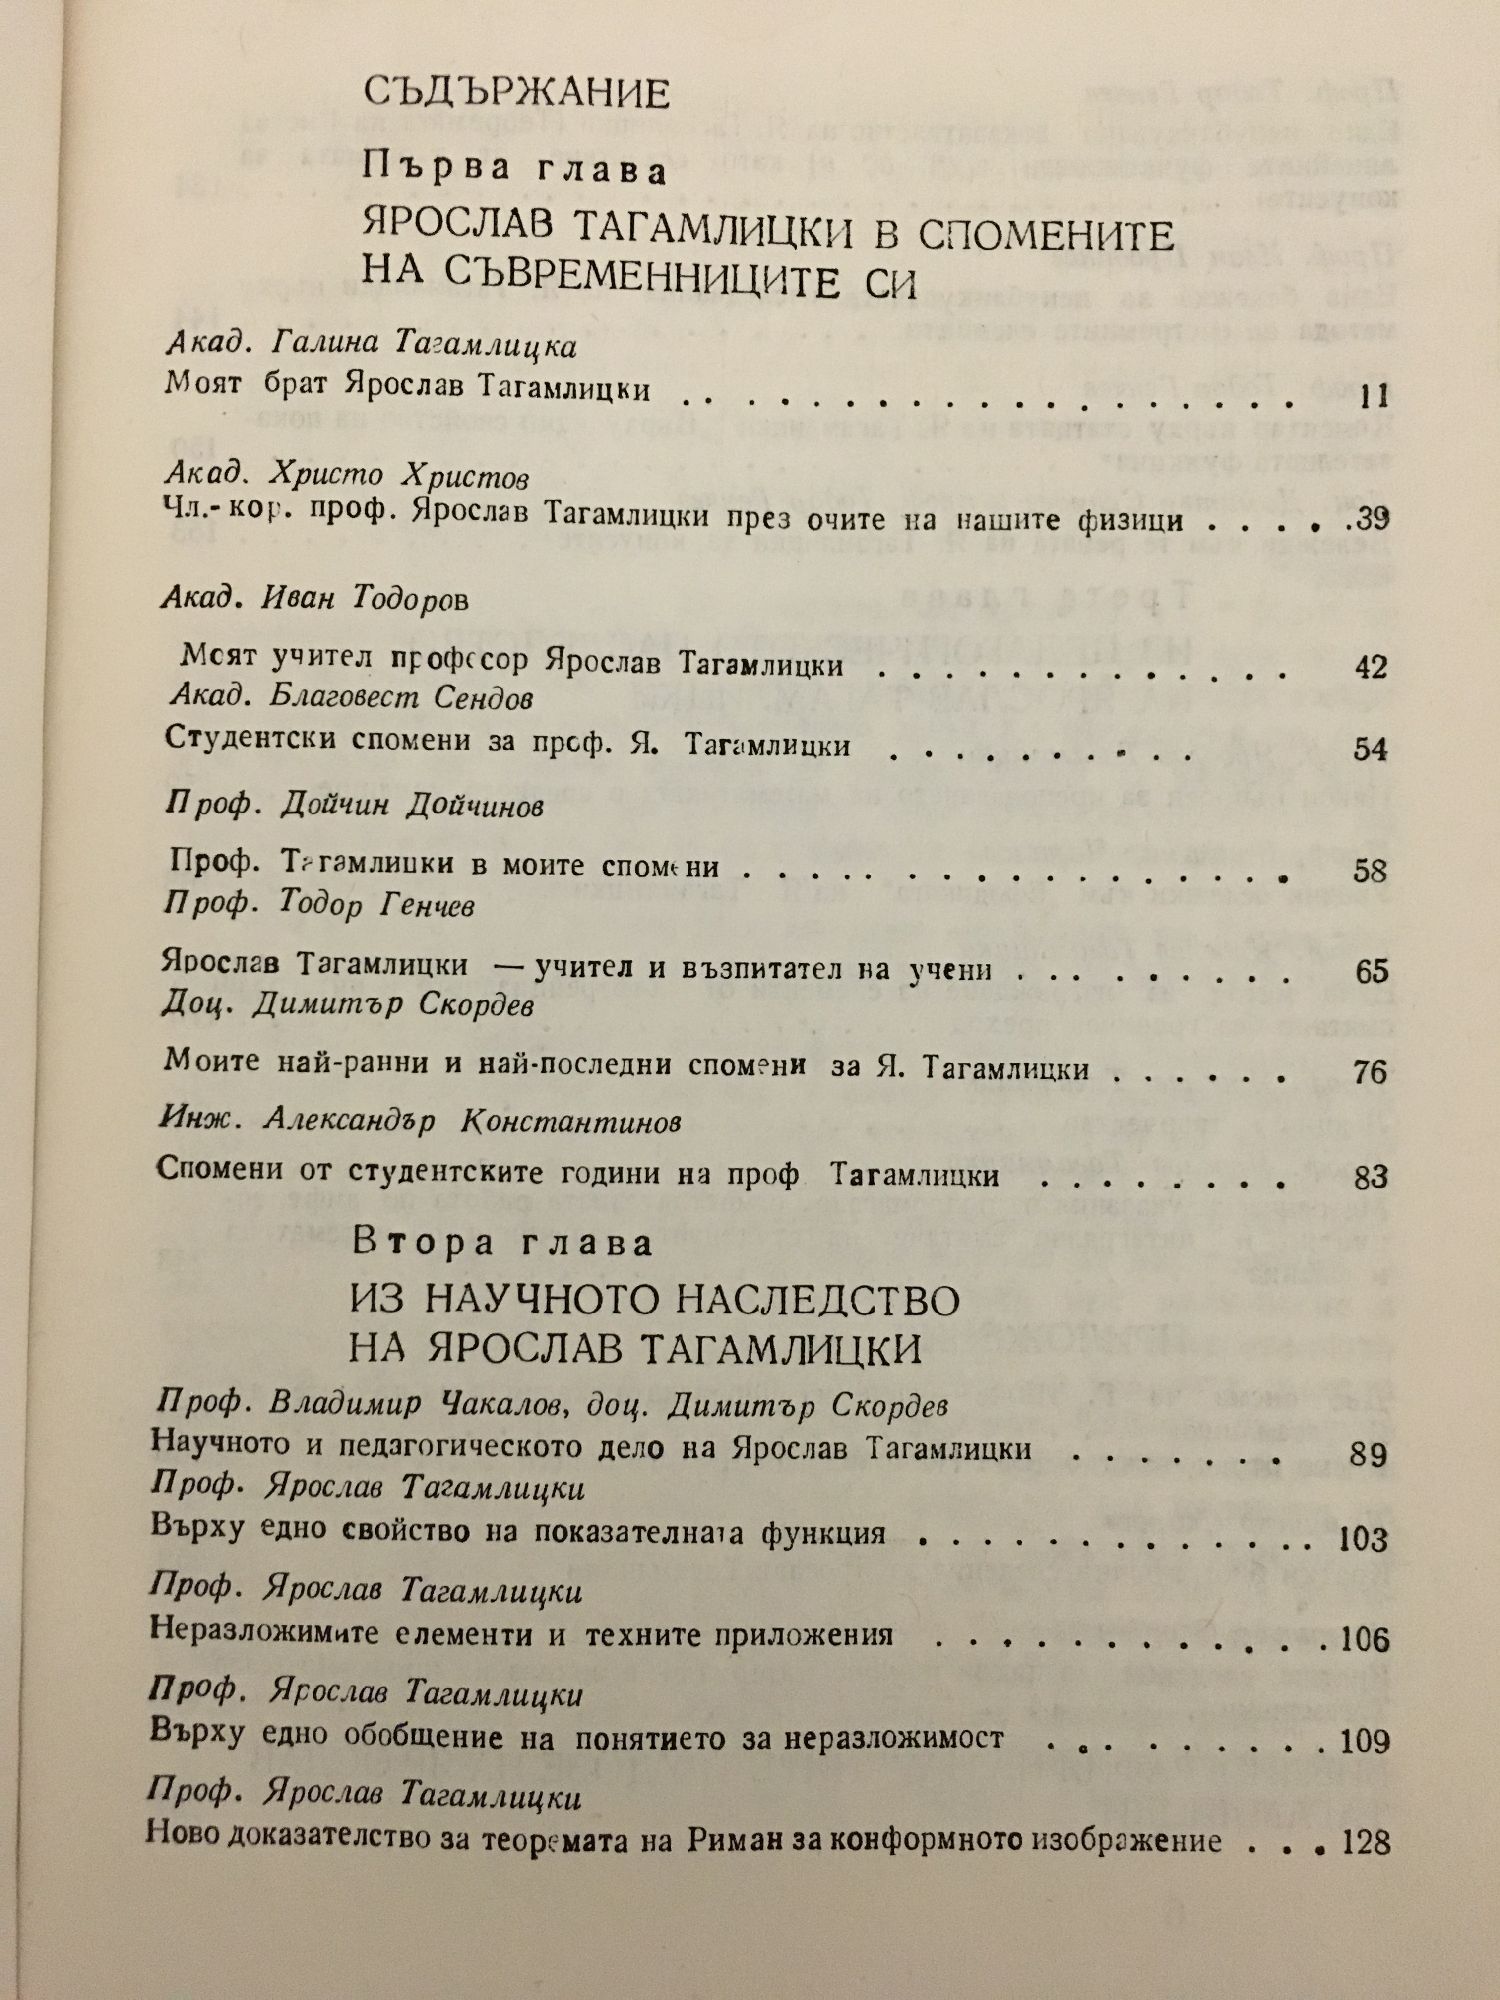 СЪДЪРЖАНИЕ
Първа глава
ЯРОСЛАВ ТАГАМЛИЦКИ В СПОМЕНИТЕ
НА СЪВРЕМЕННИЦИТЕ СИ
Акад. Галина Тагамлицка
Моят брат Ярослав Тагамлицки . . . . . . . . . . . . . . . . . . . 11
Акад. Христо Христов
Чл.-кор. проф. Ярослав Тагамлицки през очите на нашите физици . . . . . 39
Акад. Иван Тодоров
Моят учител професор Ярослав Тагамлицки . . . . . . . . . . . . . 42
Акад. Благовест Сендов
Студентски спомени за проф. Я. Тагамлицки . . . . . . . . . . 54
Проф. Дойчин Дойчинов
Проф. Тагамлицки в моите спомени . . . . . . . . . . . . . . . . . 58
Проф. Тодор Генчев
Ярослав Тагамлицки — учител и възпитател на учени . . . . . . . . . 65
Доц. Димитър Скордев
Моите най-ранни и най-последни спомени за Я. Тагамлицки . . . . . . 76
Инж. Александър Константинов
Спомени от студентските години на проф Тагамлицки . . . . . . . . 83
Втора глава
ИЗ НАУЧНОТО НАСЛЕДСТВО
НА ЯРОСЛАВ ТАГАМЛИЦКИ
Проф. Владимир Чакалов, доц. Димитър Скордев
Научното и педагогическото дело на Ярослав Тагамлицки . . . . . . . 89
Проф. Ярослав Тагамлицки
Върху едно свойство на показателната функция . . . . . . . . . . . . . 103
Проф. Ярослав Тагамлицки
Неразложимите елементи и техните приложения . . . . . . . . . . . . 106
Проф. Ярослав Тагамлицки
Върху едно обобщение на понятието за неразложимост . . . . . . . . . 109
Проф. Ярослав Тагамлицки
Ново доказателство за теоремата на Риман за конформното изображение . . . 128